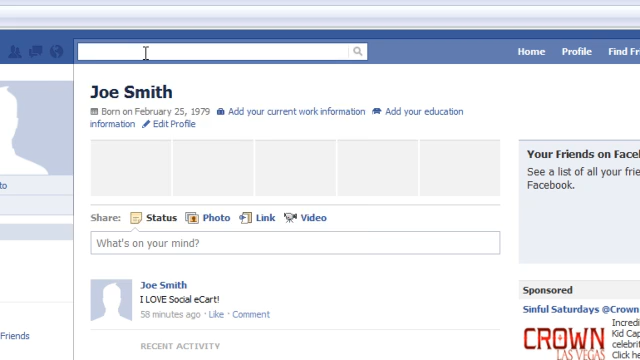 Home Profile Find Fri
Joe Smith
Born on February 25, 1979 Add your current work information Add your education
information Edit Profile
to
Your Friends on Faceb
See a list of all your frie
Facebook.
Share: Status Photo Link Video
What's on your mind?
Joe Smith
I LOVE Social eCart!
58 minutes ago · Like · Comment
Friends
RECENT ACTIVITY
Sponsored
Sinful Saturdays @Crown
CROWN
LAS VEGAS
Incredi
Kid Cap
celebrit
Click he